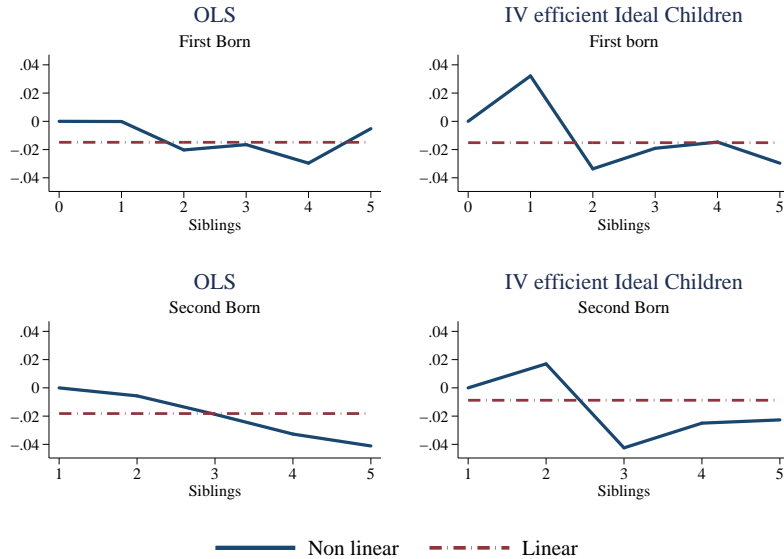 OLS
First Born
.04
.02
0
−.02
−.04
0 1 2 3 4 5
Siblings
IV efficient Ideal Children
First born
.04
.02
0
−.02
−.04
0 1 2 3 4 5
Siblings
OLS
Second Born
.04
.02
0
−.02
−.04
1 2 3 4 5
Siblings
IV efficient Ideal Children
Second Born
.04
.02
0
−.02
−.04
1 2 3 4 5
Siblings
Non linear Linear